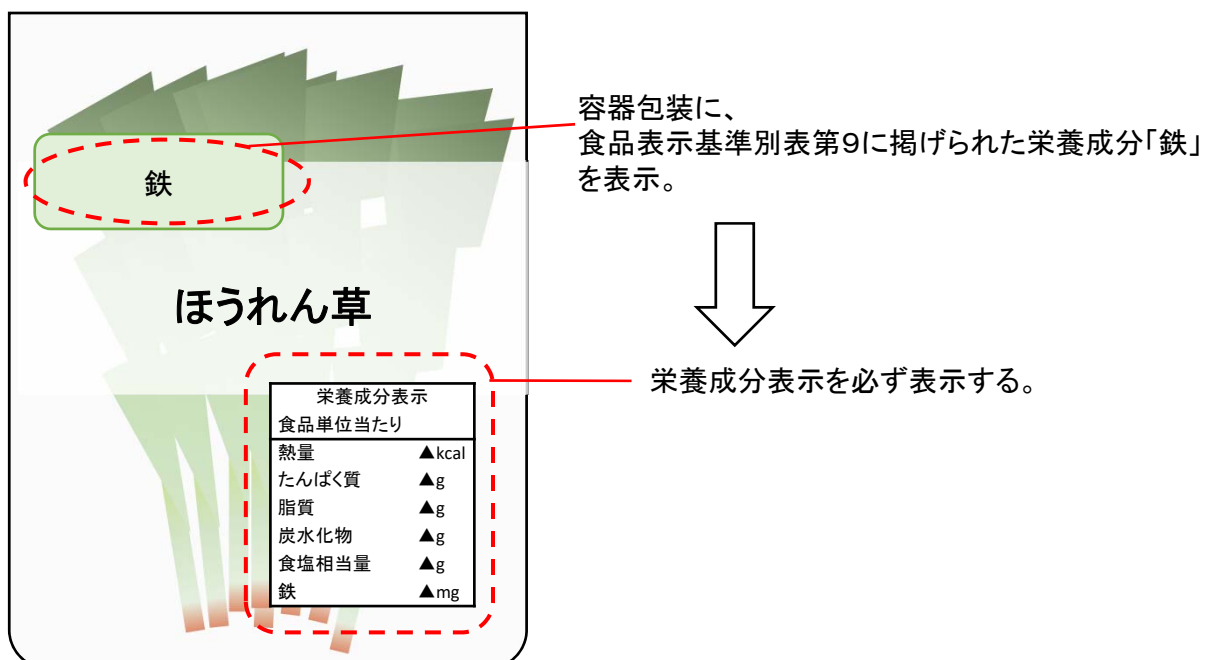 鉄
ほうれん草
栄養成分表示
食品単位当たり
熱量 ▲kcal
たんぱく質 ▲g
脂質 ▲g
炭水化物 ▲g
食塩相当量 ▲g
鉄 ▲mg
容器包装に、
食品表示基準別表第9に掲げられた栄養成分「鉄」
を表示。
栄養成分表示を必ず表示する。